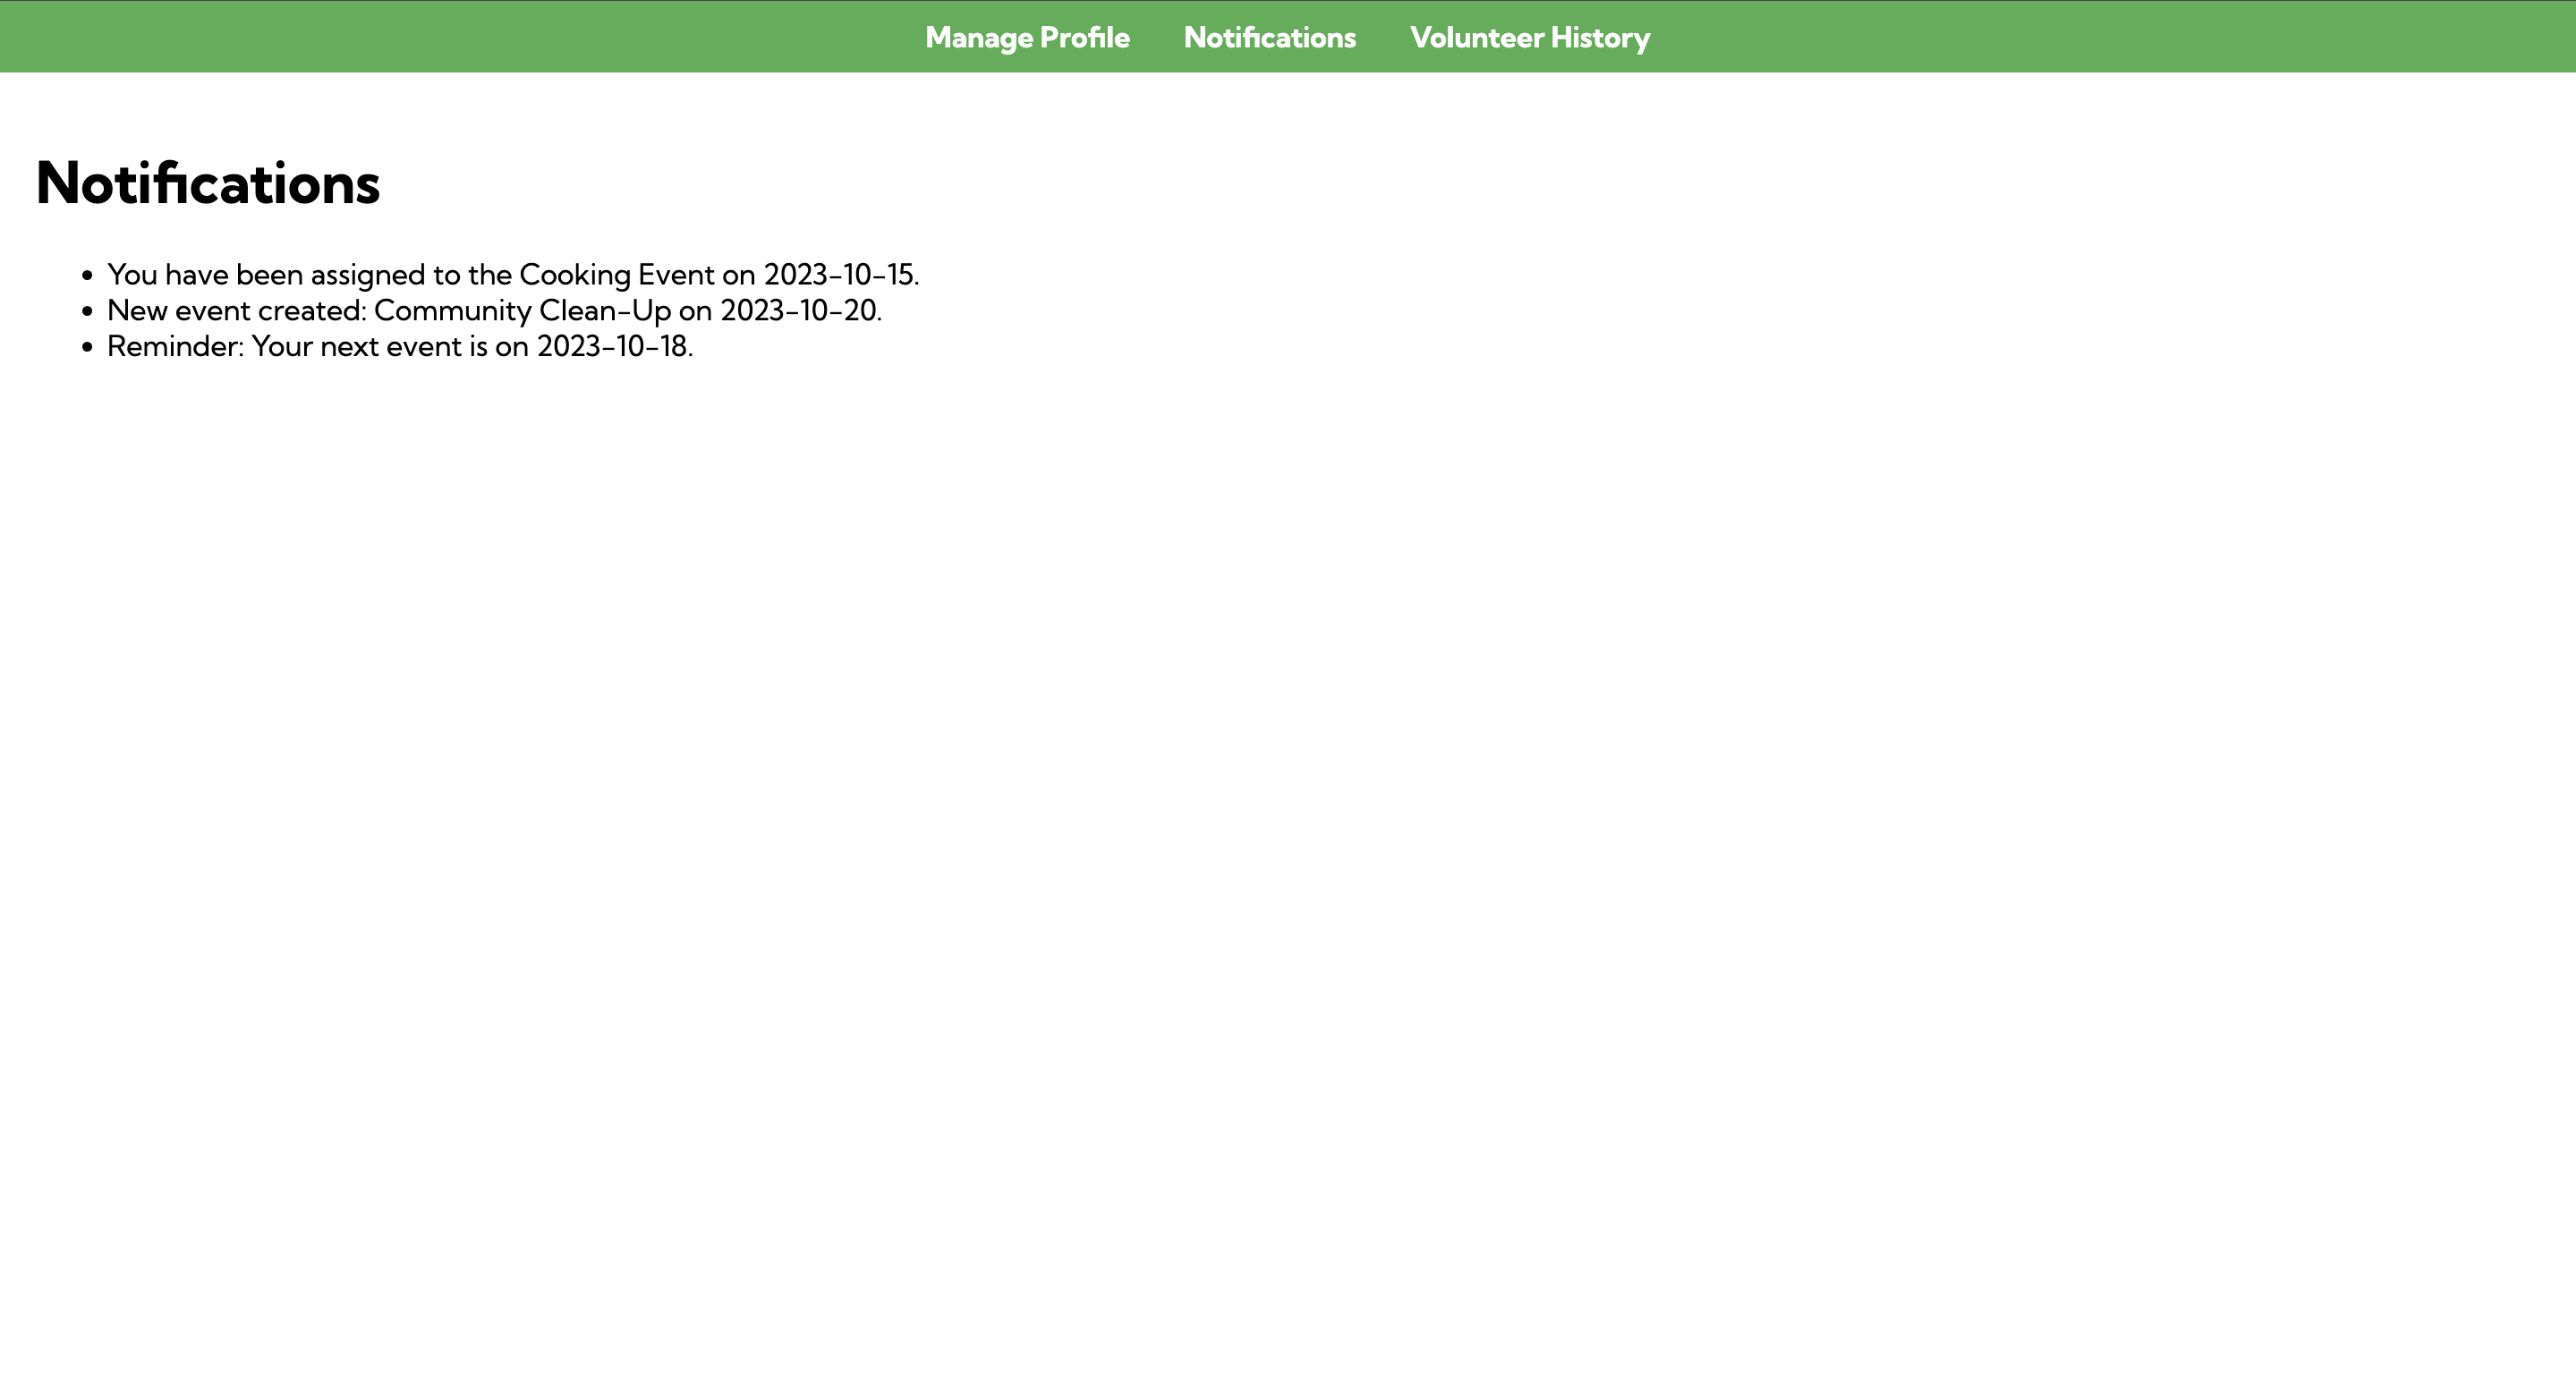 Manage Profile Notifications Volunteer History
Notifications
You have been assigned to the Cooking Event on 2023-10-15.
New event created: Community Clean-Up on 2023-10-20.
Reminder: Your next event is on 2023-10-18.